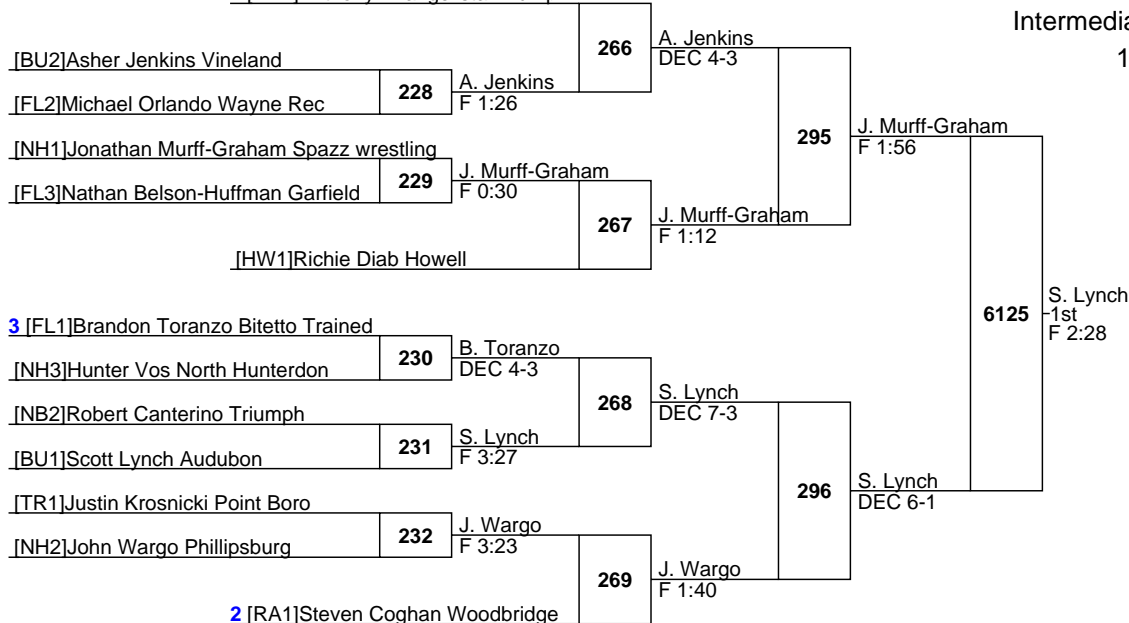 Intermedia
1
266
A. Jenkins
DEC 4-3
[BU2]Asher Jenkins Vineland
228
A. Jenkins
F 1:26
[FL2]Michael Orlando Wayne Rec
295
J. Murff-Graham
F 1:56
[NH1]Jonathan Murff-Graham Spazz wrestling
229
J. Murff-Graham
F 0:30
[FL3]Nathan Belson-Huffman Garfield
267
J. Murff-Graham
F 1:12
[HW1]Richie Diab Howell
6125
S. Lynch
1st
F 2:28
3 [FL1]Brandon Toranzo Bitetto Trained
230
B. Toranzo
DEC 4-3
[NH3]Hunter Vos North Hunterdon
268
S. Lynch
DEC 7-3
[NB2]Robert Canterino Triumph
231
S. Lynch
F 3:27
[BU1]Scott Lynch Audubon
296
S. Lynch
DEC 6-1
[TR1]Justin Krosnicki Point Boro
232
J. Wargo
F 3:23
[NH2]John Wargo Phillipsburg
269
J. Wargo
F 1:40
2 [RA1]Steven Coghan Woodbridge